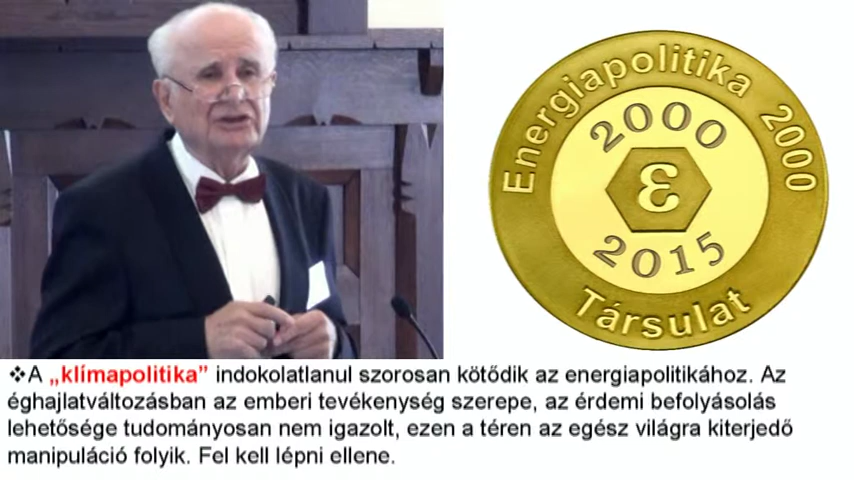 Energiapolitika 2000
2000
ε
2015
Társulat
❖A „klímapolitika” indokolatlanul szorosan kötődik az energiapolitikához. Az
éghajlatváltozásban az emberi tevékenység szerepe, az érdemi befolyásolás
lehetősége tudományosan nem igazolt, ezen a téren az egész világra kiterjedő
manipuláció folyik. Fel kell lépni ellene.